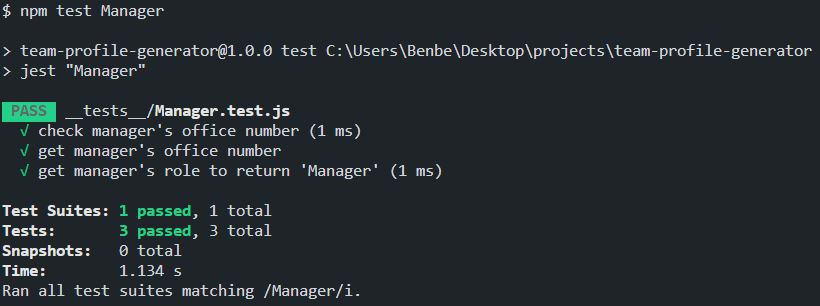 $ npm test Manager
> team-profile-generator@1.0.0 test C:\Users\Benbe\Desktop\projects\team-profile-generator
> jest "Manager"
PASS __tests__/Manager.test.js
√ check manager's office number (1 ms)
√ get manager's office number
√ get manager's role to return 'Manager' (1 ms)
Test Suites: 1 passed, 1 total
Tests: 3 passed, 3 total
Snapshots: 0 total
Time: 1.134 s
Ran all test suites matching /Manager/i.